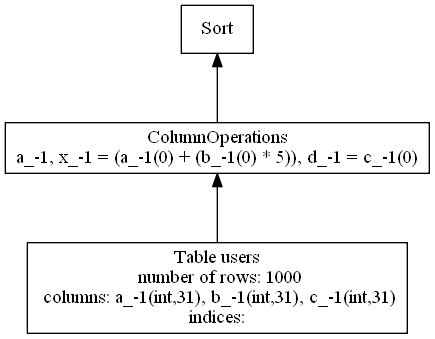 Sort
ColumnOperations
a_-1, x_-1 = (a_-1(0) + (b_-1(0) * 5)), d_-1 = c_-1(0)
Table users
number of rows: 1000
columns: a_-1(int,31), b_-1(int,31), c_-1(int,31)
indices: